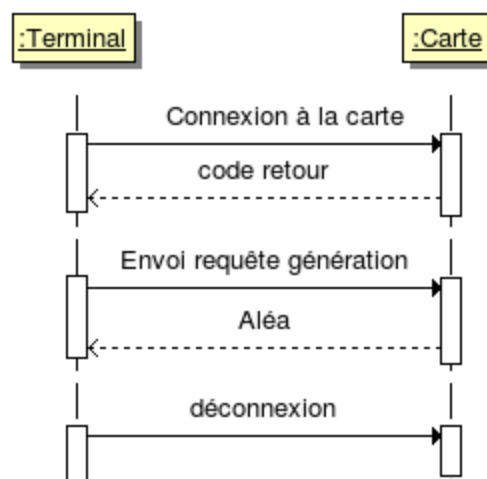 :Terminal
:Carte
Connexion à la carte
code retour
Envoi requête génération
Aléa
déconnexion